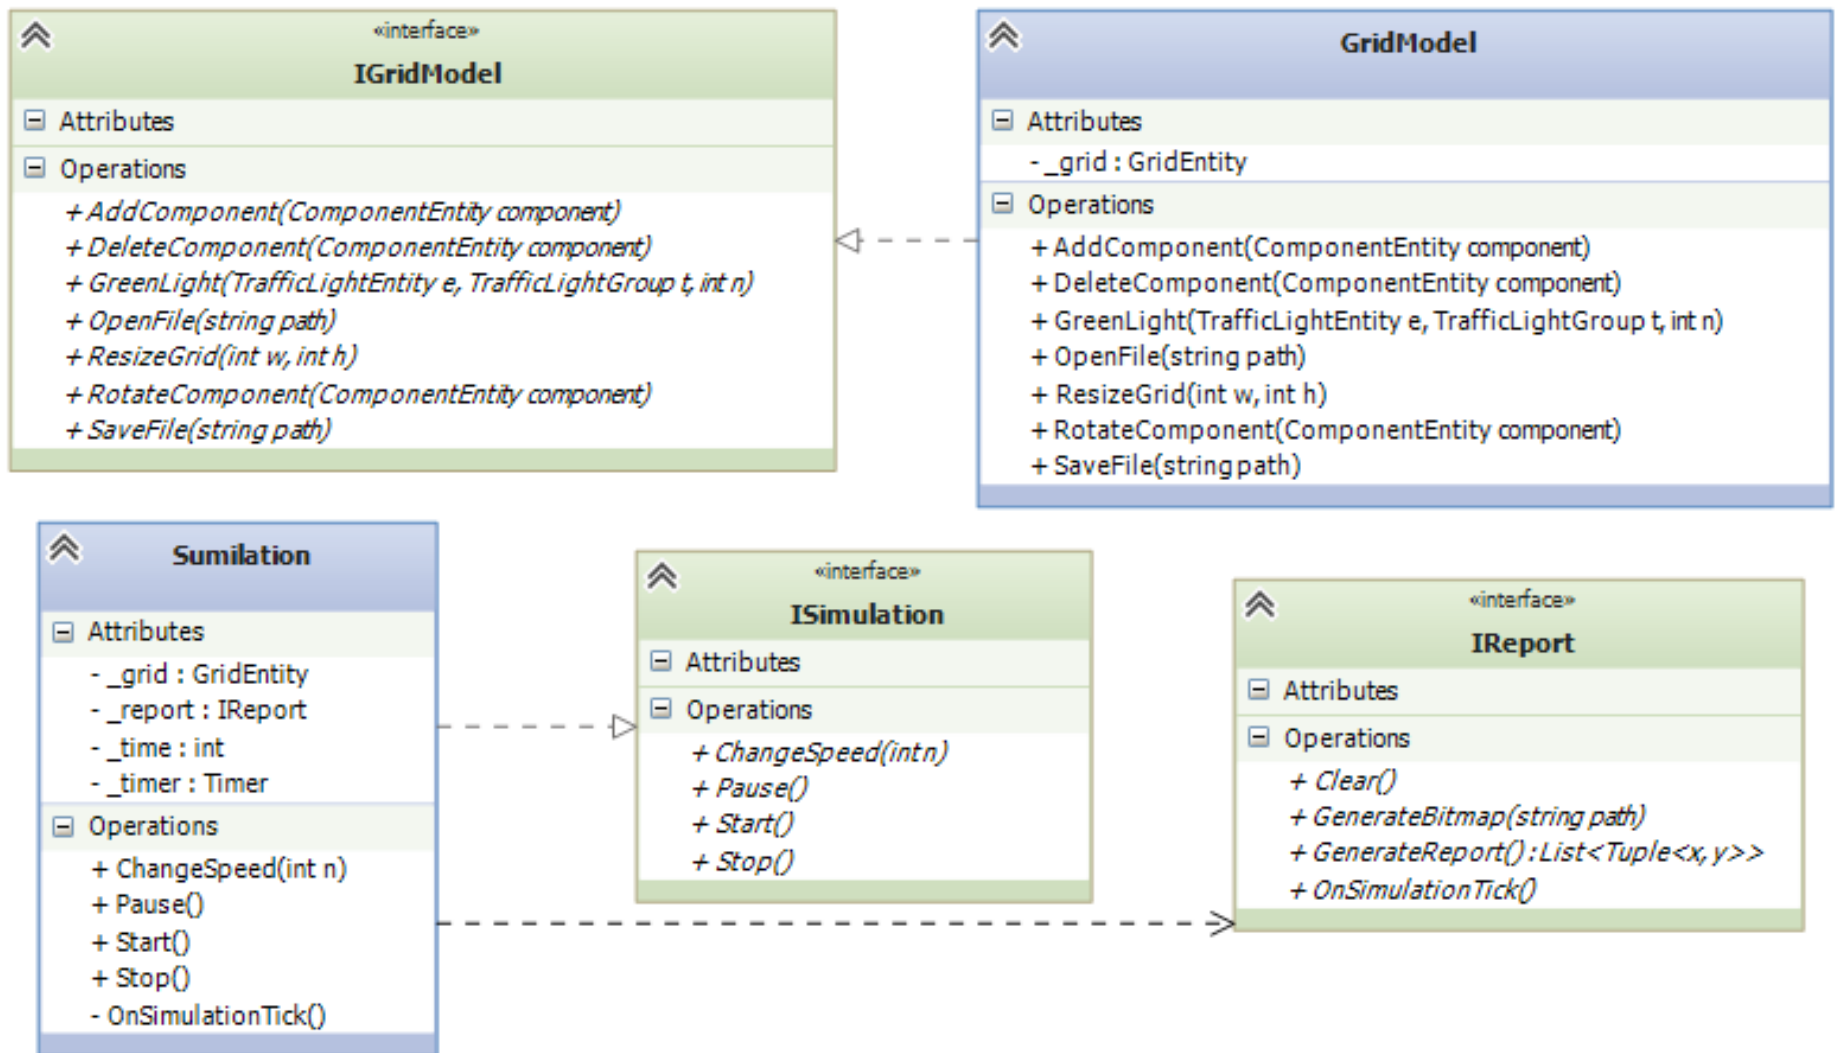 «interface»
IGridModel
Attributes
Operations
+ AddComponent(ComponentEntity component)
+ DeleteComponent(ComponentEntity component)
+ GreenLight(TrafficLightEntity e, TrafficLightGroup t, int n)
+ OpenFile(string path)
+ ResizeGrid(int w, int h)
+ RotateComponent(ComponentEntity component)
+ SaveFile(string path)
GridModel
Attributes
- _grid : GridEntity
Operations
+ AddComponent(ComponentEntity component)
+ DeleteComponent(ComponentEntity component)
+ GreenLight(TrafficLightEntity e, TrafficLightGroup t, int n)
+ OpenFile(string path)
+ ResizeGrid(int w, int h)
+ RotateComponent(ComponentEntity component)
+ SaveFile(string path)
Sumilation
Attributes
- _grid : GridEntity
- _report : IReport
- _time : int
- _timer : Timer
Operations
+ ChangeSpeed(int n)
+ Pause()
+ Start()
+ Stop()
- OnSimulationTick()
«interface»
ISimulation
Attributes
Operations
+ ChangeSpeed(int n)
+ Pause()
+ Start()
+ Stop()
«interface»
IReport
Attributes
Operations
+ Clear()
+ GenerateBitmap(string path)
+ GenerateReport() : List<Tuple<x, y>>
+ OnSimulationTick()